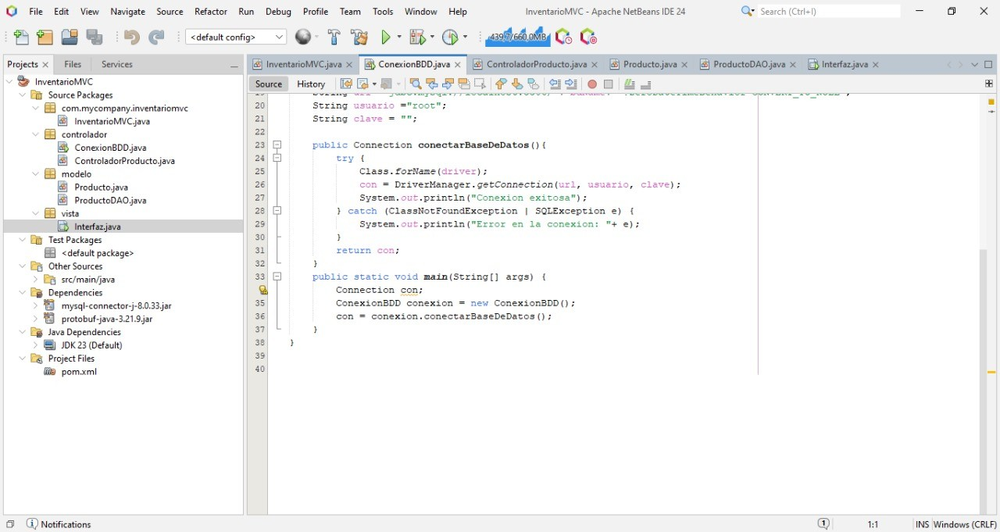 File Edit View Navigate Source Refactor Run Debug Profile Team Tools Window Help InventarioMVC - Apache NetBeans IDE 24 Search (Ctrl+I)
<default config> 439,7/660,0MB
Projects Files Services
InventarioMVC.java ConexionBDD.java ControladorProducto.java Producto.java ProductoDAO.java Interfaz.java
Source History
InventarioMVC
Source Packages
com.mycompany.inventariomvc
InventarioMVC.java
controlador
ConexionBDD.java
ControladorProducto.java
modelo
Producto.java
ProductoDAO.java
vista
Interfaz.java
Test Packages
<default package>
Other Sources
src/main/java
Dependencies
mysql-connector-j-8.0.33.jar
protobuf-java-3.21.9.jar
Java Dependencies
JDK 23 (Default)
Project Files
pom.xml
20 String usuario ="root";
21 String clave = "";
22
23 public Connection conectarBaseDeDatos(){
24 try {
25 Class.forName(driver);
26 con = DriverManager.getConnection(url, usuario, clave);
27 System.out.println("Conexion exitosa");
28 } catch (ClassNotFoundException | SQLException e) {
29 System.out.println("Error en la conexion: "+ e);
30 }
31 return con;
32 }
33 public static void main(String[] args) {
Connection con;
35 ConexionBDD conexion = new ConexionBDD();
36 con = conexion.conectarBaseDeDatos();
37 }
38 }
39
40
Notifications 1 1:1 INS Windows (CRLF)